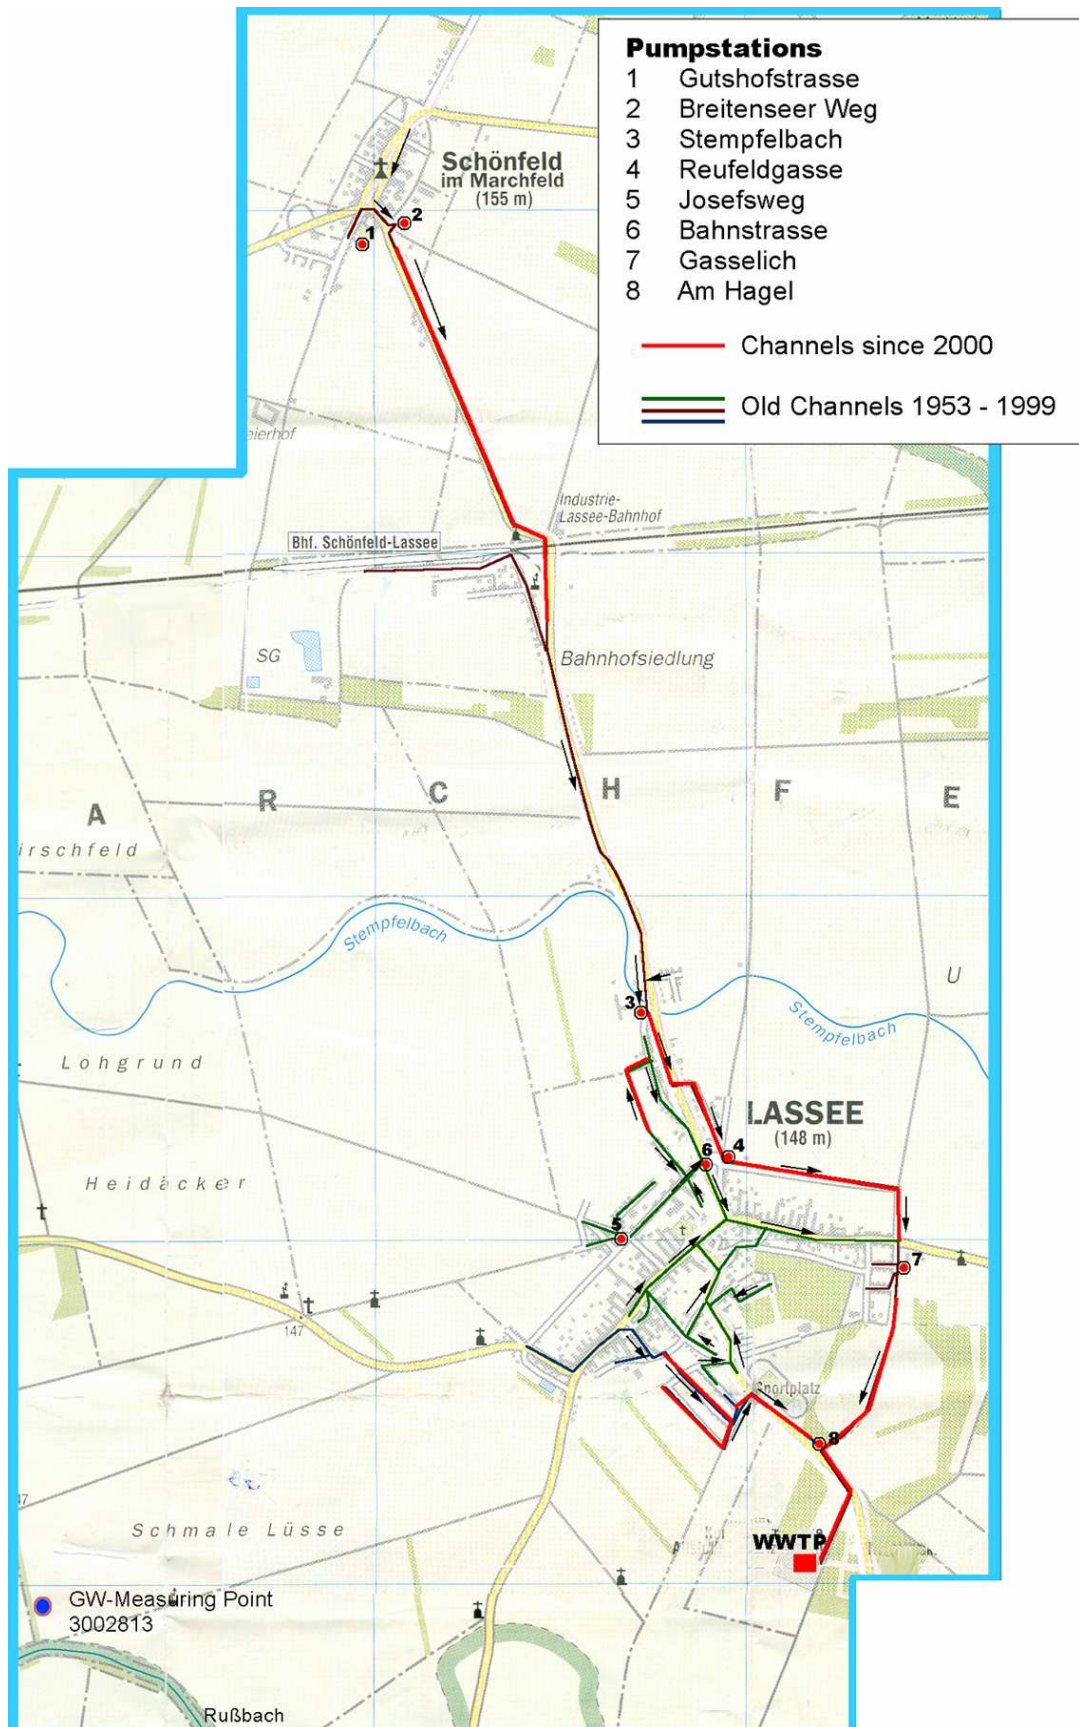 Pumpstations
1 Gutshofstrasse
2 Breitenseer Weg
3 Stempfelbach
4 Reufeldgasse
5 Josefsweg
6 Bahnstrasse
7 Gasselich
8 Am Hagel
Channels since 2000
Old Channels 1953 - 1999
Schönfeld
im Marchfeld
(155 m)
2
1
eierhof
Industrie-
Lassee-Bahnhof
Bhf. Schönfeld-Lassee
SG
Bahnhofsiedlung
A R C H F E
irschfeld
Stempfelbach
U
3
Stempfelbach
Lohgrund
LASSEE
(148 m)
6
4
Heidäcker
5
7
147
Sportplatz
8
47
Schmale Lüsse
WWTP
GW-Measuring Point
3002813
Rußbach